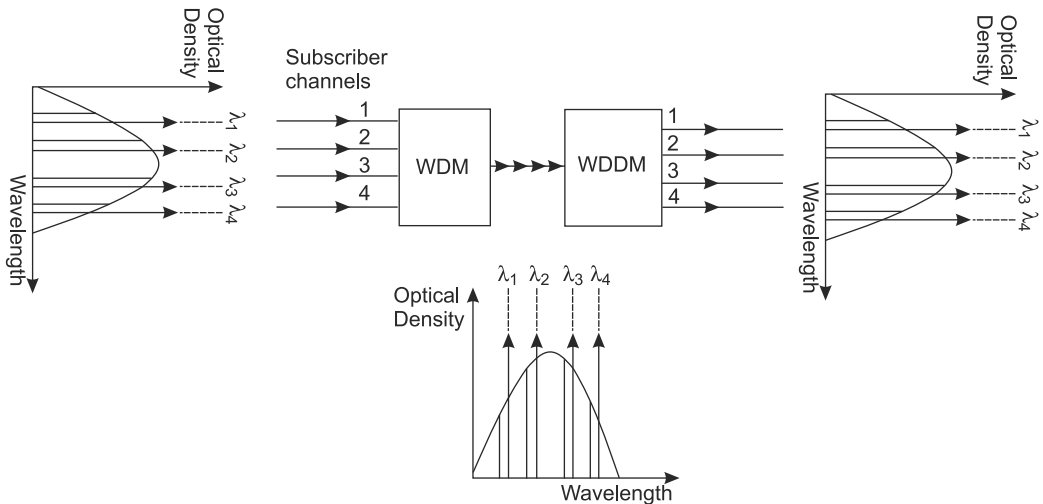 Optical
Density
λ1
λ2
λ3
λ4
Wavelength
Subscriber
channels
1
2
3
4
WDM
WDDM
1
2
3
4
Optical
Density
λ1
λ2
λ3
λ4
Wavelength
λ1 λ2 λ3 λ4
Optical
Density
Wavelength